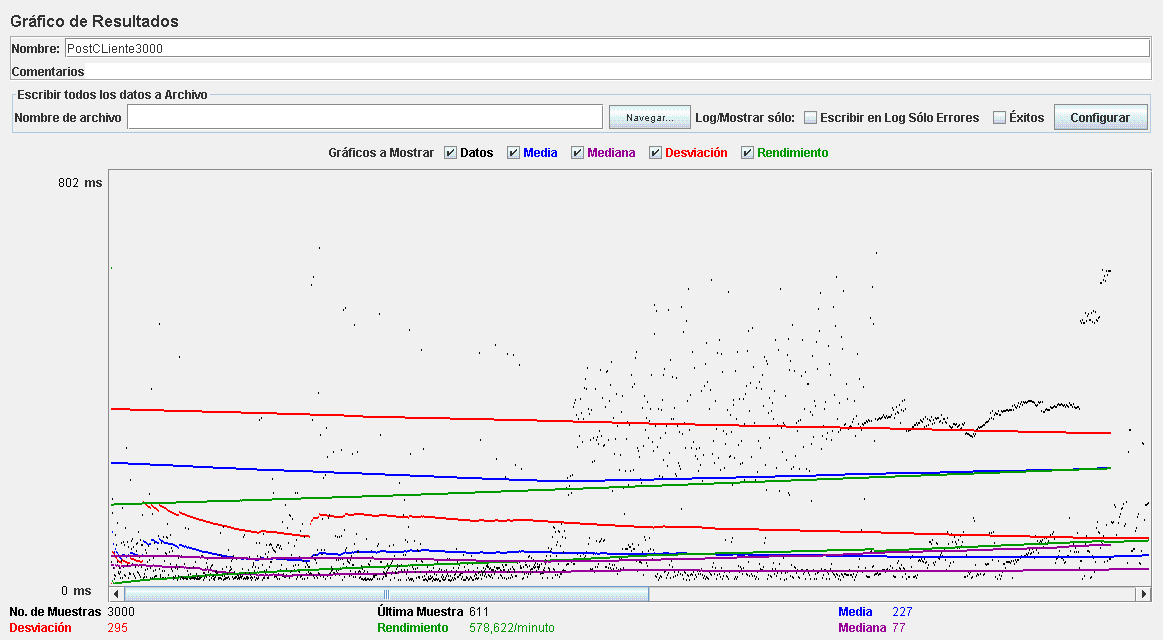 Gráfico de Resultados
Nombre: PostCLiente3000
Comentarios
Escribir todos los datos a Archivo
Nombre de archivo Navegar... Log/Mostrar sólo: Escribir en Log Sólo Errores Éxitos Configurar
Gráficos a Mostrar Datos Media Mediana Desviación Rendimiento
802 ms
0 ms
No. de Muestras 3000 Última Muestra 611 Media 227
Desviación 295 Rendimiento 578,622/minuto Mediana 77